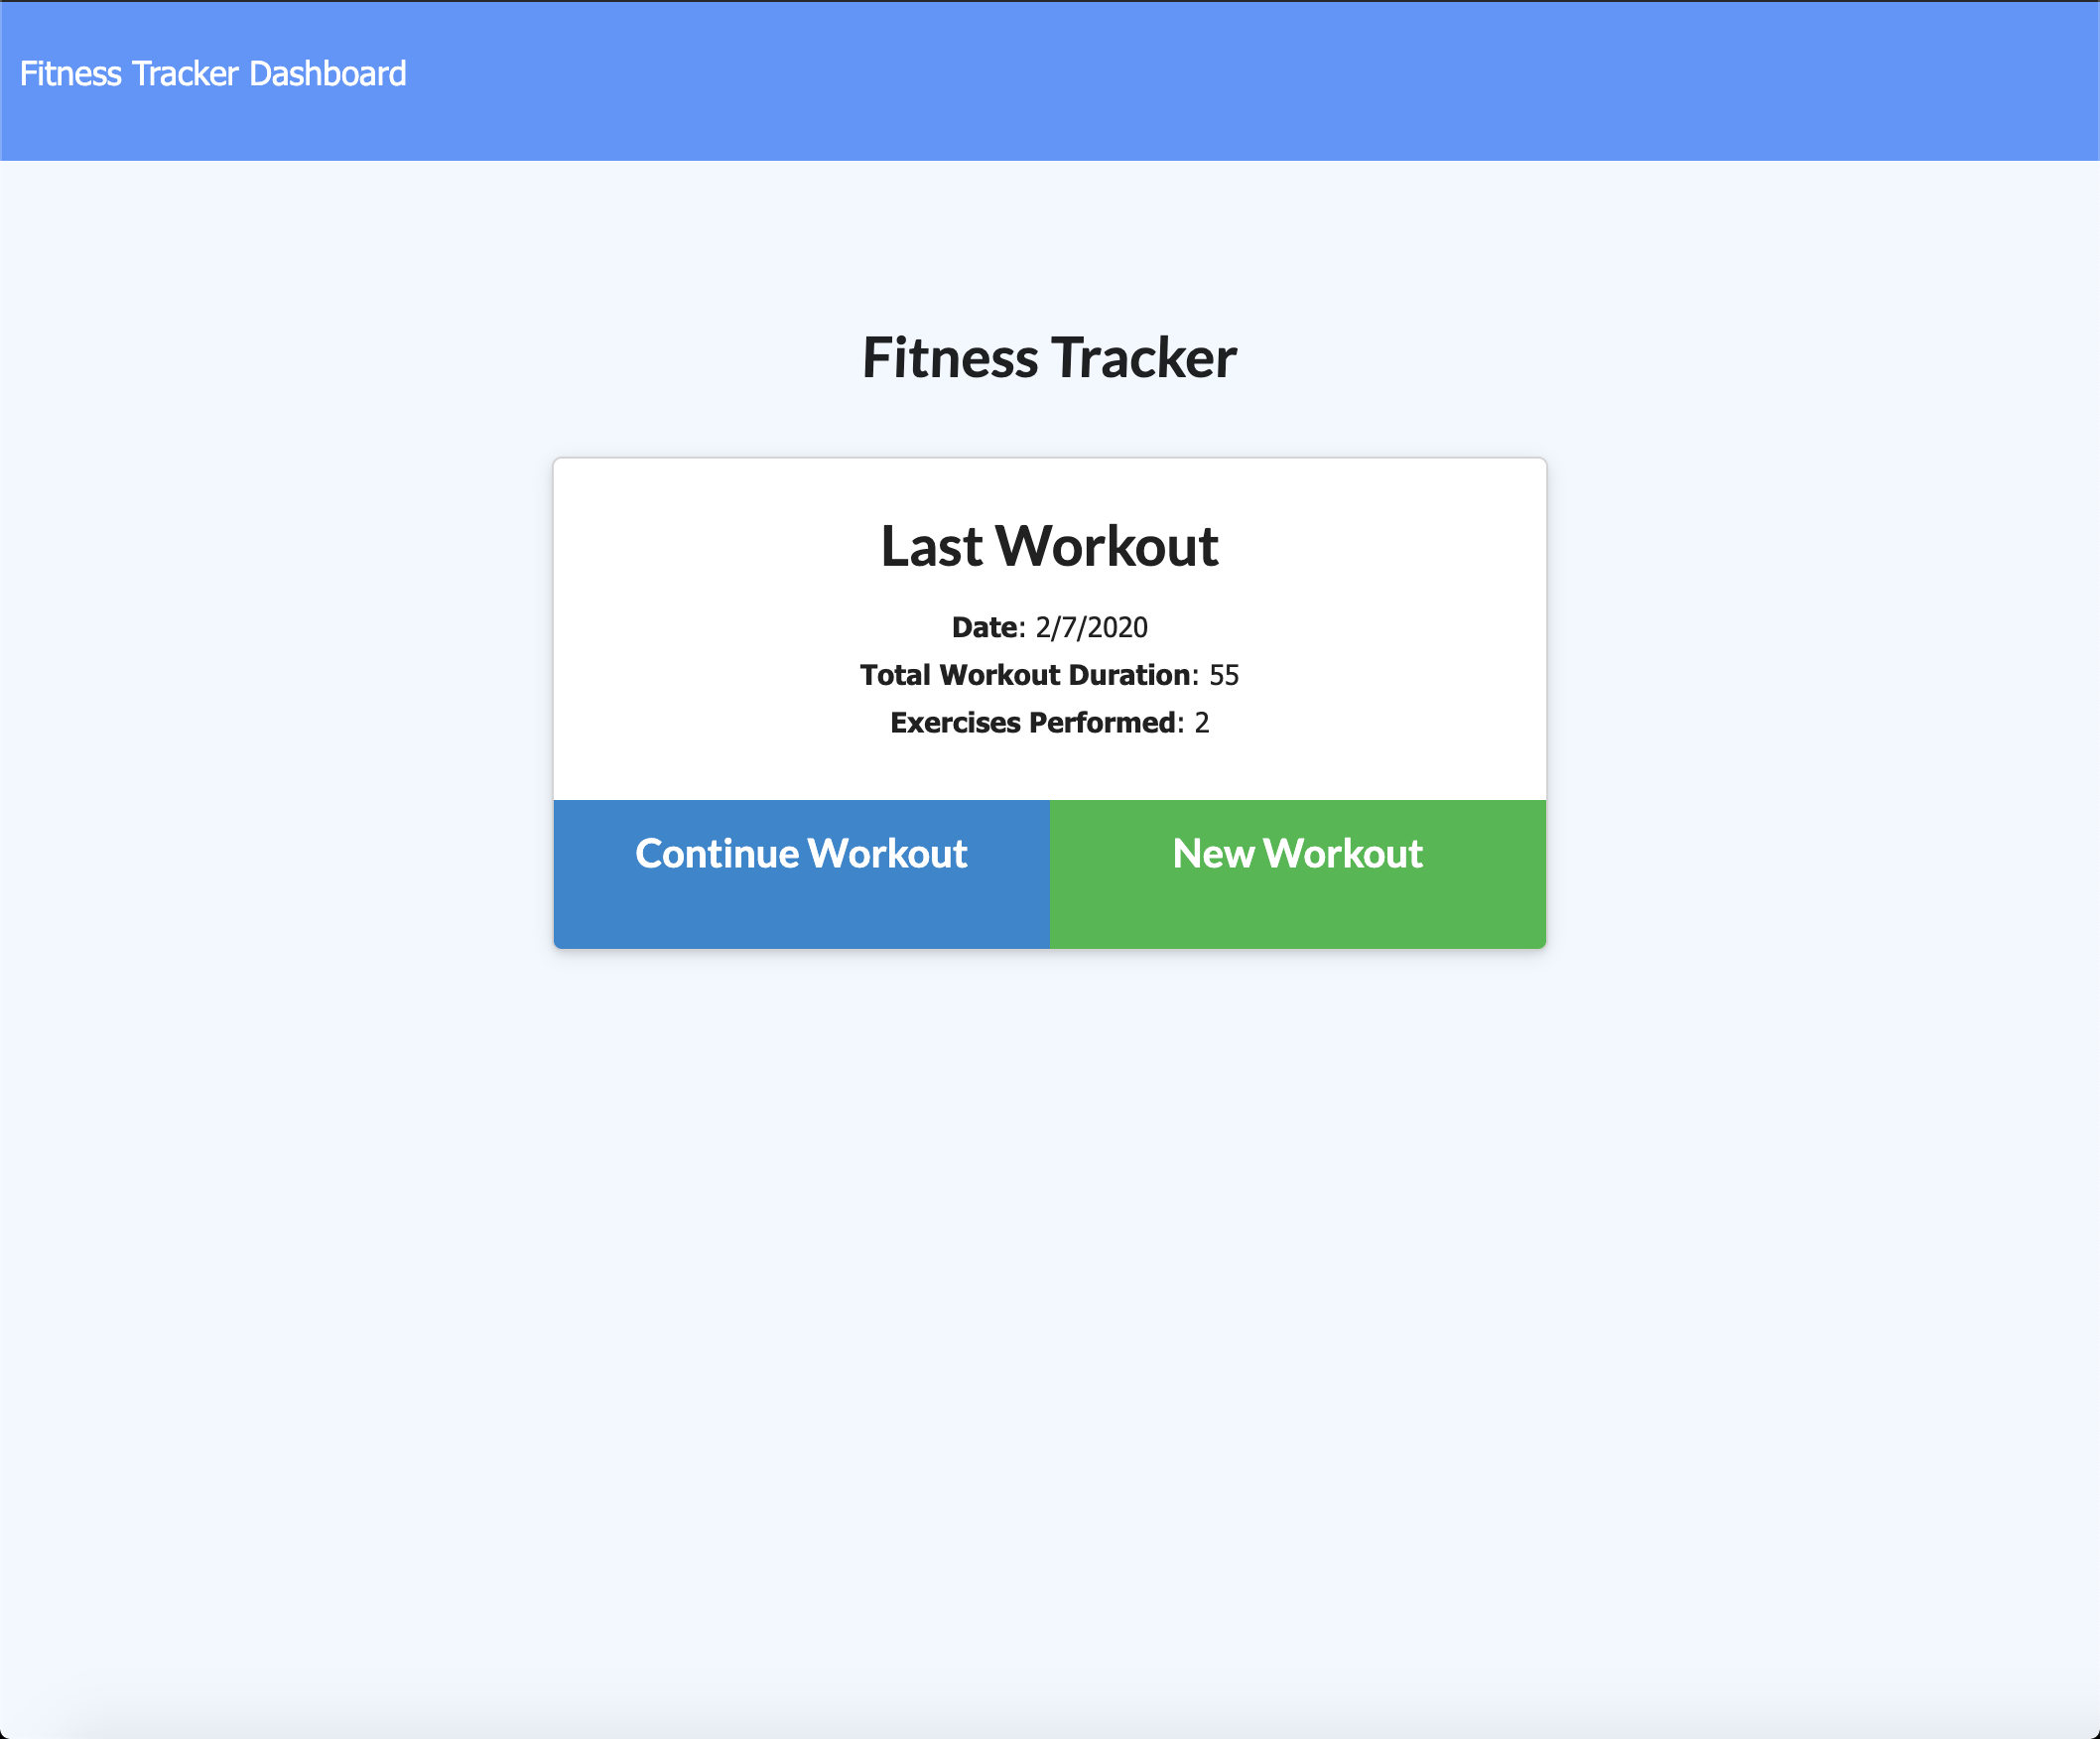 Fitness Tracker Dashboard
Fitness Tracker
Last Workout
Date: 2/7/2020
Total Workout Duration: 55
Exercises Performed: 2
Continue Workout
New Workout